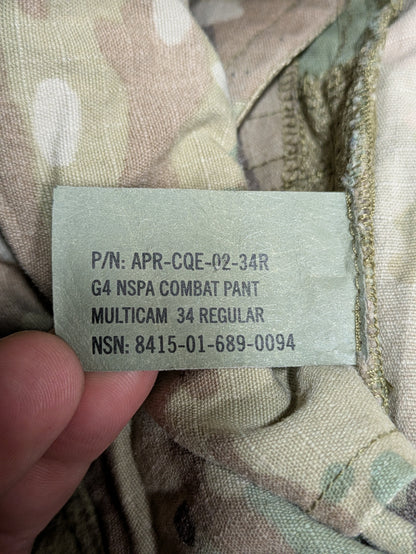 P/N: APR-CQE-02-34R
G4 NSPA COMBAT PANT
MULTICAM 34 REGULAR
NSN: 8415-01-689-0094